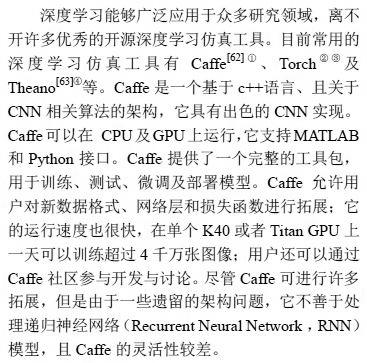 深度学习能够广泛应用于众多研究领域，离不
开许多优秀的开源深度学习仿真工具。目前常用的
深度学习仿真工具有 Caffe[62]①、Torch②③及
Theano[63]④等。Caffe 是一个基于 c++语言、且关于
CNN 相关算法的架构，它具有出色的 CNN 实现。
Caffe 可以在 CPU 及 GPU 上运行，它支持 MATLAB
和 Python 接口。Caffe 提供了一个完整的工具包，
用于训练、测试、微调及部署模型。Caffe 允许用
户对新数据格式、网络层和损失函数进行拓展；它
的运行速度也很快，在单个 K40 或者 Titan GPU 上
一天可以训练超过 4 千万张图像；用户还可以通过
Caffe 社区参与开发与讨论。尽管 Caffe 可进行许多
拓展，但是由于一些遗留的架构问题，它不善于处
理递归神经网络（Recurrent Neural Network，RNN）
模型，且 Caffe 的灵活性较差。